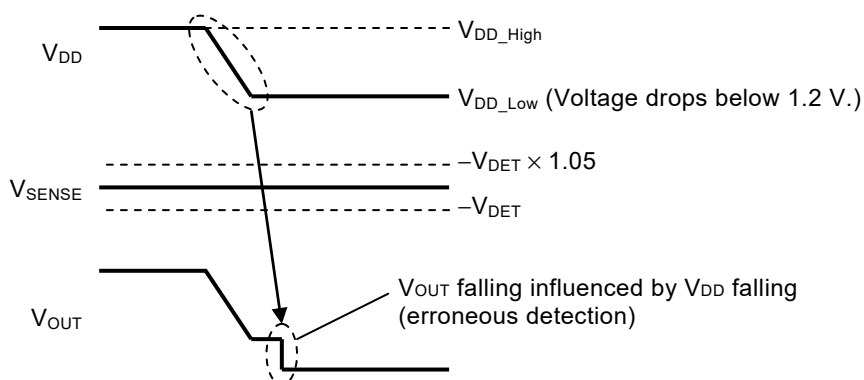 VDD
VDD_High
VDD_Low (Voltage drops below 1.2 V.)
−VDET × 1.05
VSENSE
−VDET
VOUT falling influenced by VDD falling
(erroneous detection)
VOUT